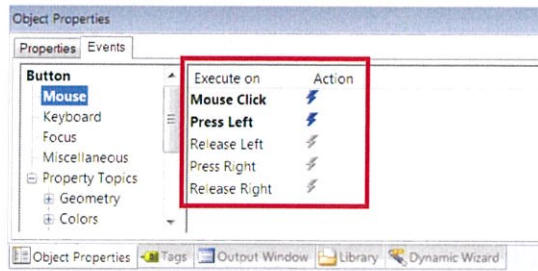 Object Properties
Properties Events
Button
Mouse
Keyboard
Focus
Miscellaneous
Property Topics
Geometry
Colors
Execute on Action
Mouse Click
Press Left
Release Left
Press Right
Release Right
Object Properties Tags Output Window Library Dynamic Wizard